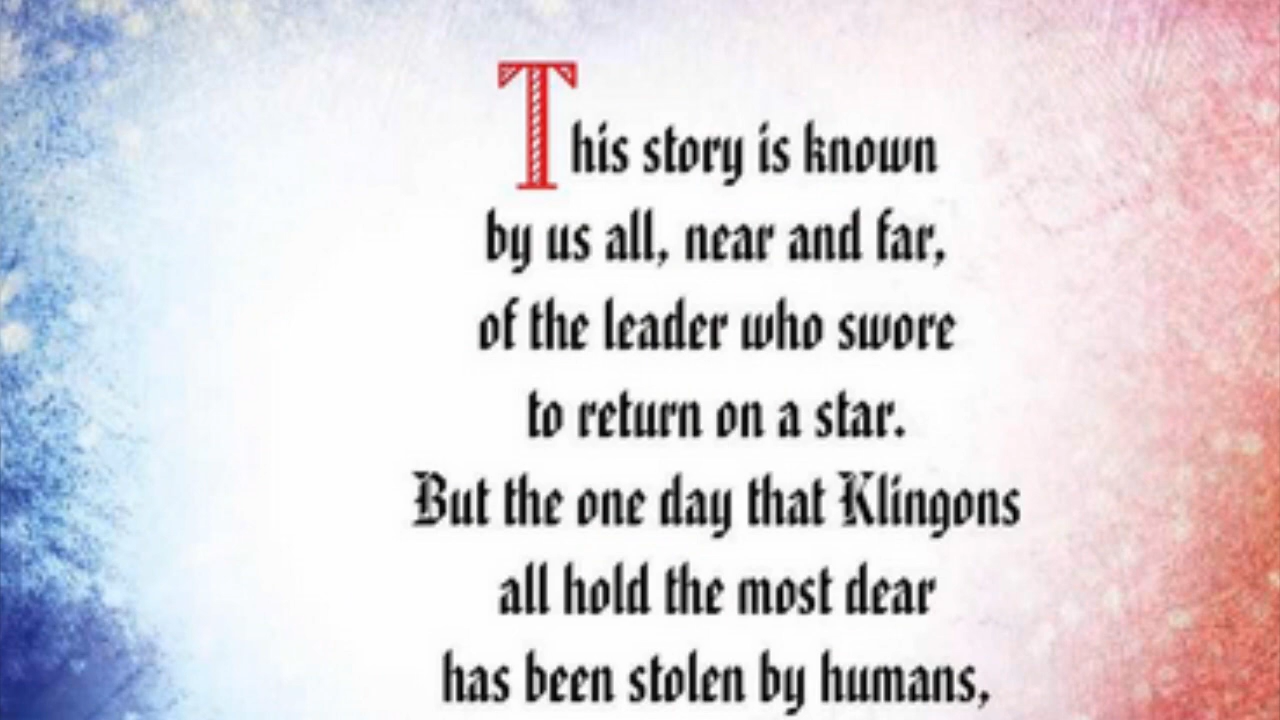 This story is known
by us all, near and far,
of the leader who swore
to return on a star.
But the one day that Klingons
all hold the most dear
has been stolen by humans,